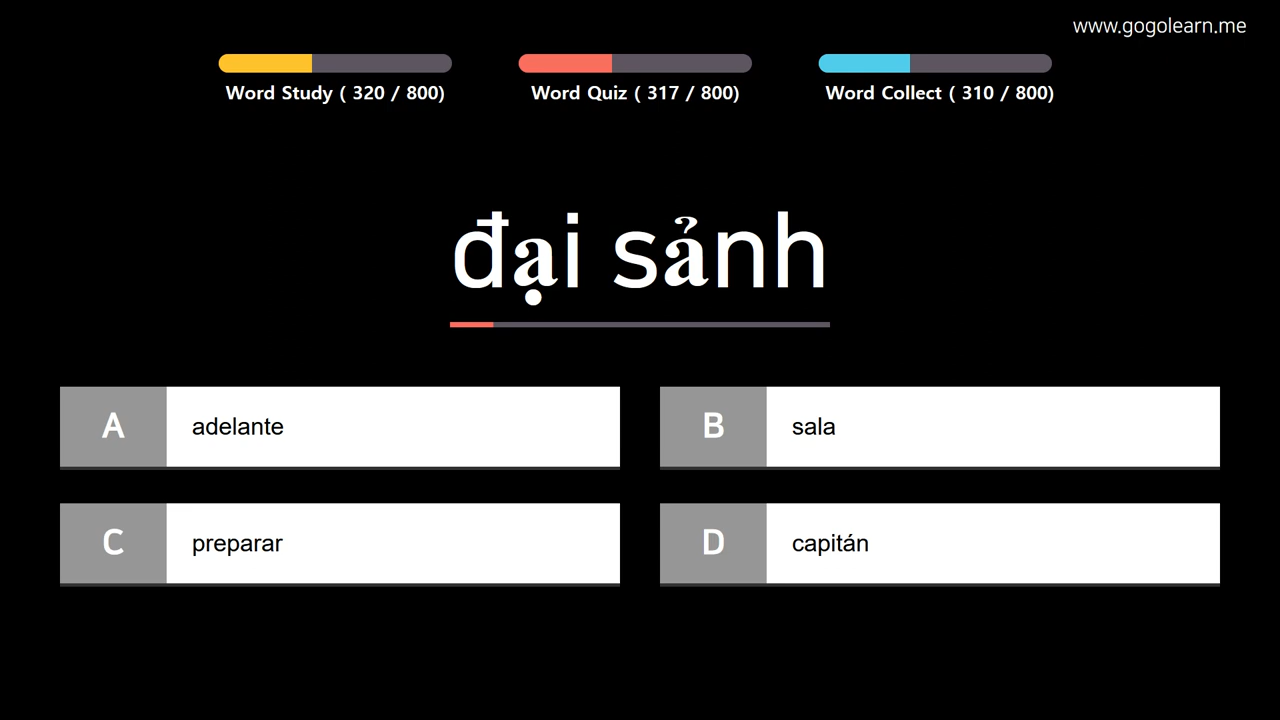 www.gogolearn.me
Word Study ( 320 / 800)
Word Quiz ( 317 / 800)
Word Collect ( 310 / 800)
đại sảnh
A adelante
B sala
C preparar
D capitán